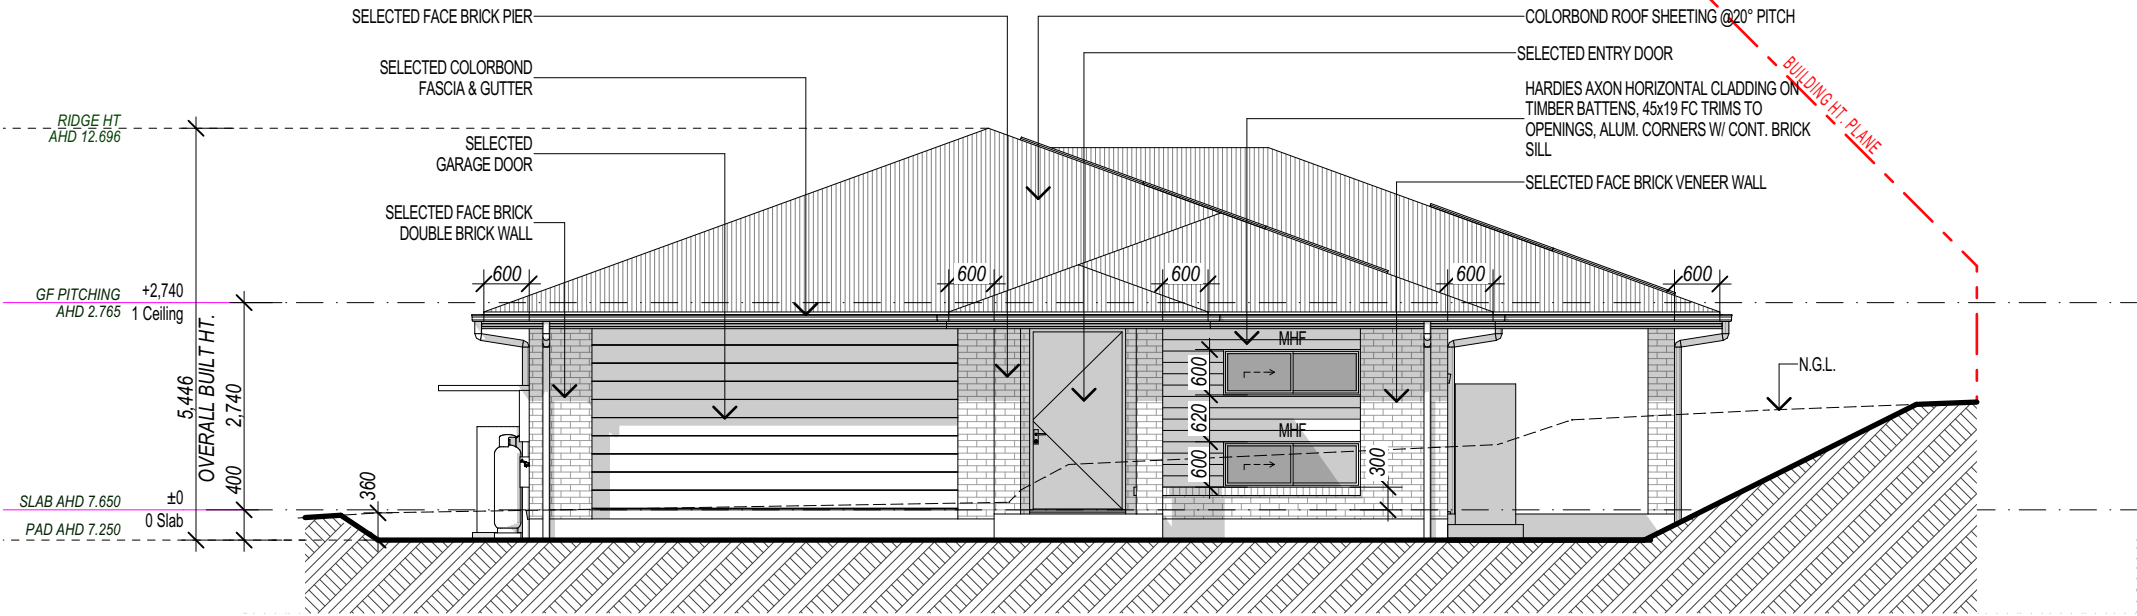 SELECTED FACE BRICK PIER
SELECTED COLORBOND
FASCIA & GUTTER
SELECTED
GARAGE DOOR
SELECTED FACE BRICK
DOUBLE BRICK WALL
COLORBOND ROOF SHEETING @20° PITCH
SELECTED ENTRY DOOR
HARDIES AXON HORIZONTAL CLADDING ON
TIMBER BATTENS, 45x19 FC TRIMS TO
OPENINGS, ALUM. CORNERS W/ CONT. BRICK
SILL
SELECTED FACE BRICK VENEER WALL
BUILDING HT. PLANE
N.G.L.
RIDGE HT
AHD 12.696
GF PITCHING
AHD 2.765
+2,740
1 Ceiling
SLAB AHD 7.650
±0
0 Slab
PAD AHD 7.250
5,446
OVERALL BUILT HT.
2,740
400
360
600
600
600
600
600
MHF
600
620
MHF
600
300